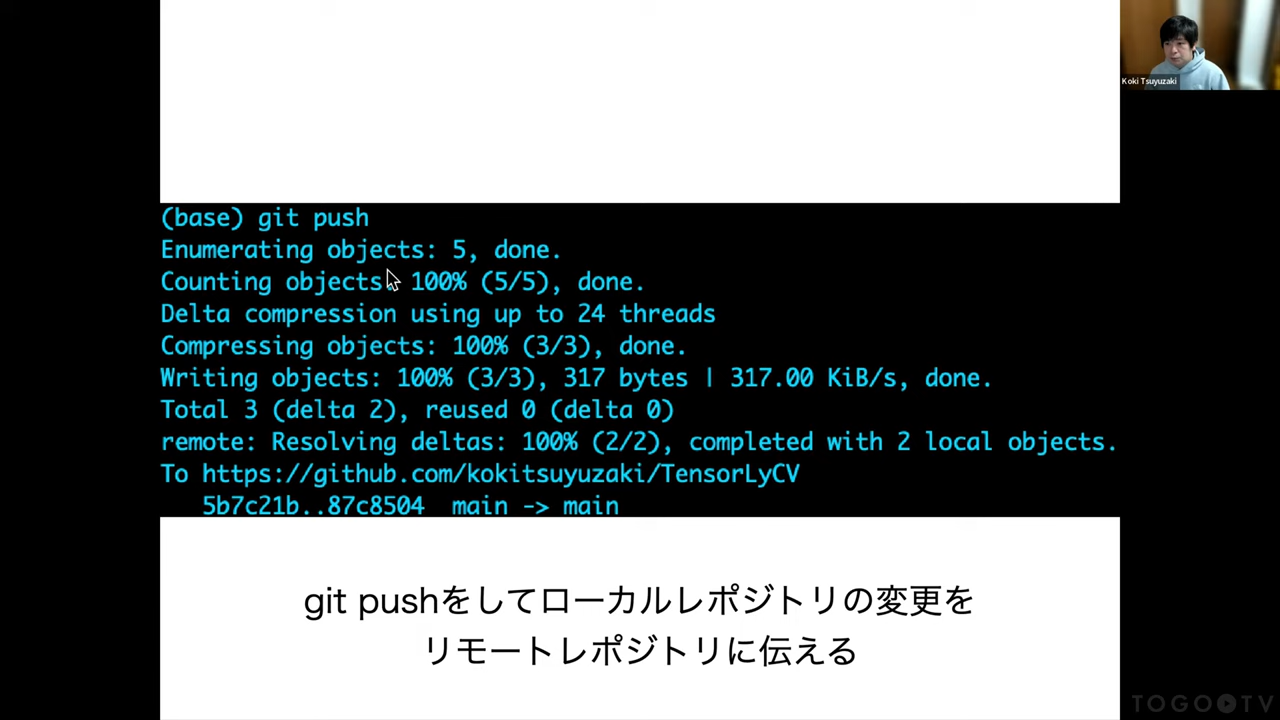 Koki Tsuyuzaki
(base) git push
Enumerating objects: 5, done.
Counting objects: 100% (5/5), done.
Delta compression using up to 24 threads
Compressing objects: 100% (3/3), done.
Writing objects: 100% (3/3), 317 bytes | 317.00 KiB/s, done.
Total 3 (delta 2), reused 0 (delta 0)
remote: Resolving deltas: 100% (2/2), completed with 2 local objects.
To https://github.com/kokitsuyuzaki/TensorLyCV
5b7c21b..87c8504  main -> main
git pushをしてローカルレポジトリの変更を
リモートレポジトリに伝える
TOGO TV